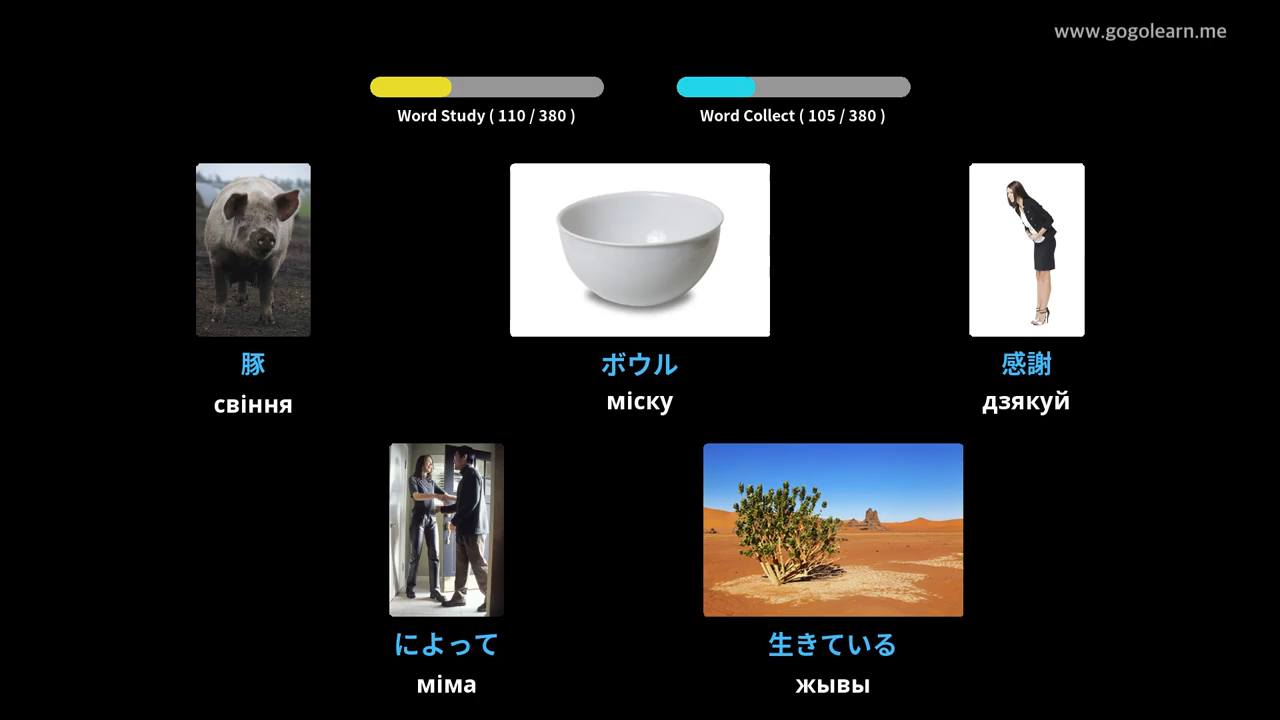 www.gogolearn.me
Word Study ( 110 / 380 )
Word Collect ( 105 / 380 )
豚
свіння
ボウル
міску
感謝
дзякуй
によって
міма
生きている
жывы